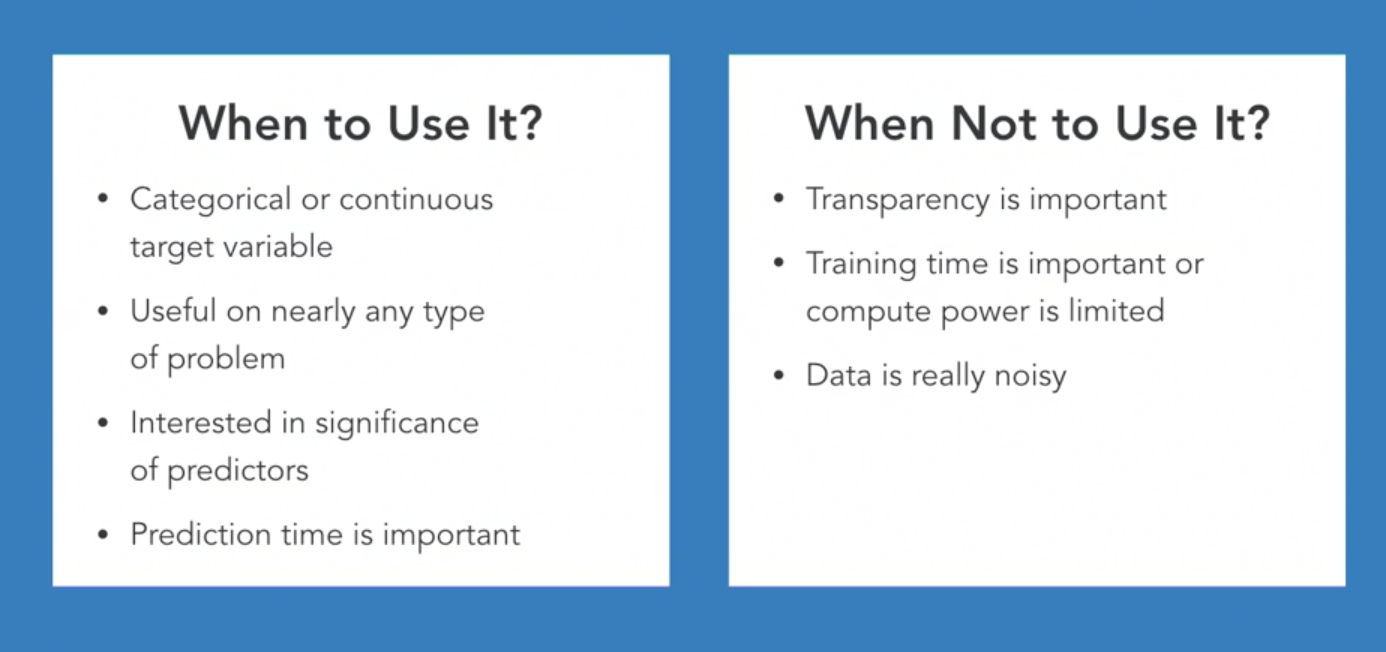 When to Use It?
• Categorical or continuous
target variable
• Useful on nearly any type
of problem
• Interested in significance
of predictors
• Prediction time is important
When Not to Use It?
• Transparency is important
• Training time is important or
compute power is limited
• Data is really noisy